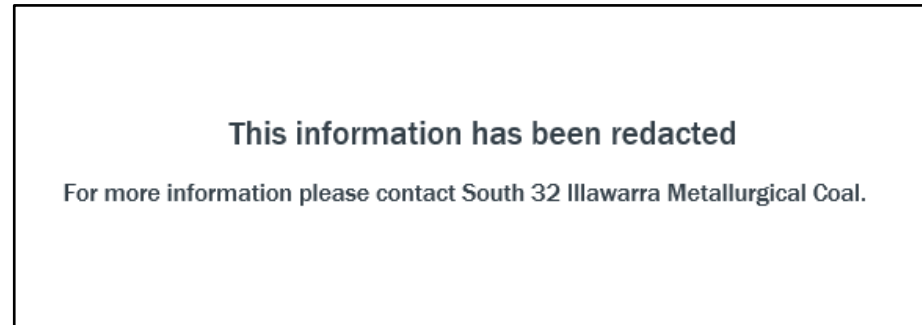 This information has been redacted
For more information please contact South 32 Illawarra Metallurgical Coal.